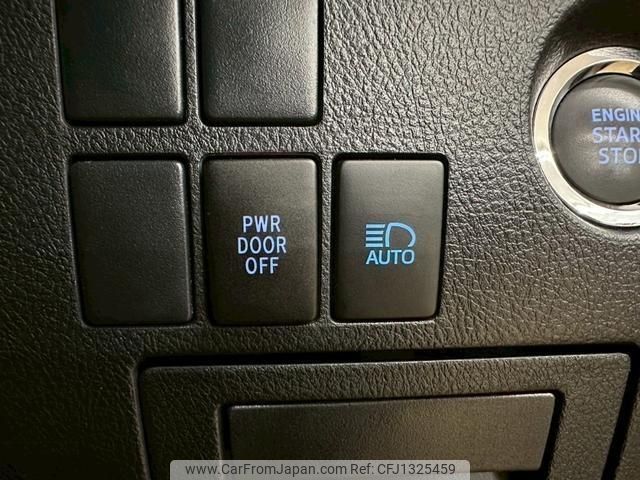 ENGIN
STAR
STO
PWR
DOOR
OFF
AUTO
www.CarFromJapan.com | Ref:CFJ1325459